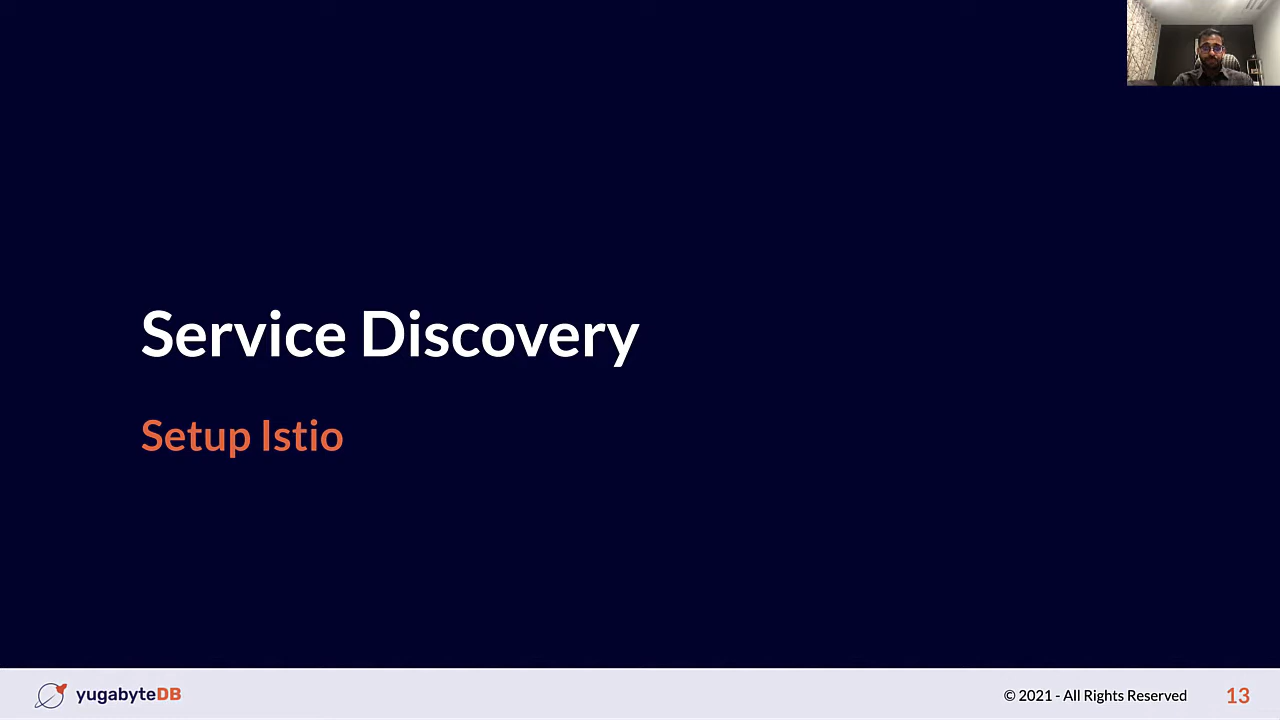 Service Discovery
Setup Istio
yugabyteDB
© 2021 - All Rights Reserved
13